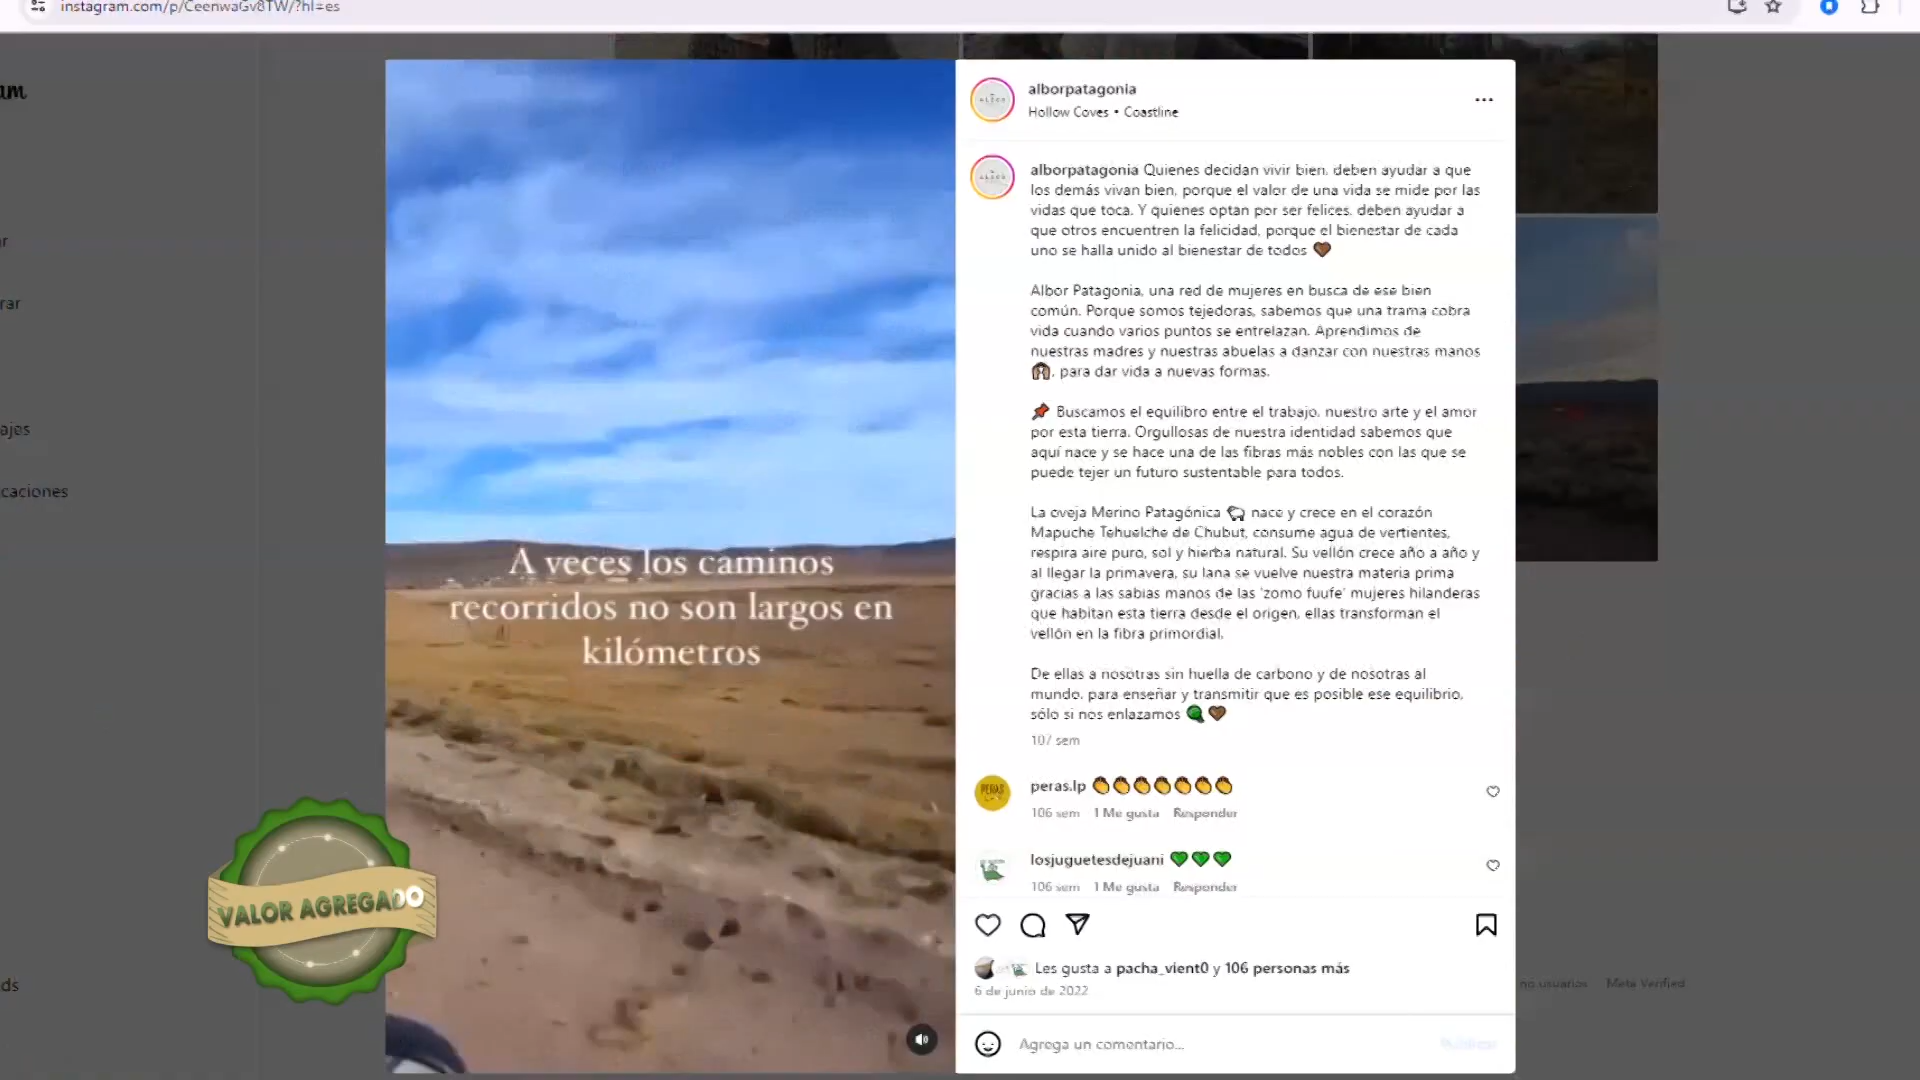 instagram.com/p/CeenwaGv8TW/?hl=es
am
r
rar
ajes
caciones
ds
A veces los caminos
recorridos no son largos en
kilómetros
VALOR AGREGADO
alborpatagonia
Hollow Coves • Coastline
alborpatagonia Quienes decidan vivir bien, deben ayudar a que
los demás vivan bien, porque el valor de una vida se mide por las
vidas que toca. Y quienes optan por ser felices, deben ayudar a
que otros encuentren la felicidad, porque el bienestar de cada
uno se halla unido al bienestar de todos 🤎
Albor Patagonia, una red de mujeres en busca de ese bien
común. Porque somos tejedoras, sabemos que una trama cobra
vida cuando varios puntos se entrelazan. Aprendimos de
nuestras madres y nuestras abuelas a danzar con nuestras manos
, para dar vida a nuevas formas.
📌 Buscamos el equilibro entre el trabajo, nuestro arte y el amor
por esta tierra. Orgullosas de nuestra identidad sabemos que
aquí nace y se hace una de las fibras más nobles con las que se
puede tejer un futuro sustentable para todos.
La oveja Merino Patagónica 🐑 nace y crece en el corazón
Mapuche Tehuelche de Chubut, consume agua de vertientes,
respira aire puro, sol y hierba natural. Su vellón crece año a año y
al llegar la primavera, su lana se vuelve nuestra materia prima
gracias a las sabias manos de las 'zomo fuufe' mujeres hilanderas
que habitan esta tierra desde el origen, ellas transforman el
vellón en la fibra primordial.
De ellas a nosotras sin huella de carbono y de nosotras al
mundo, para enseñar y transmitir que es posible ese equilibrio,
sólo si nos enlazamos 🤎
107 sem
peras.lp 👏👏👏👏👏👏👏
106 sem 1 Me gusta Responder
losjuguetesdejuani 💚💚💚
106 sem 1 Me gusta Responder
Les gusta a pacha_vient0 y 106 personas más
6 de junio de 2022
Agrega un comentario...
Publicar
no usuarios Meta Verified